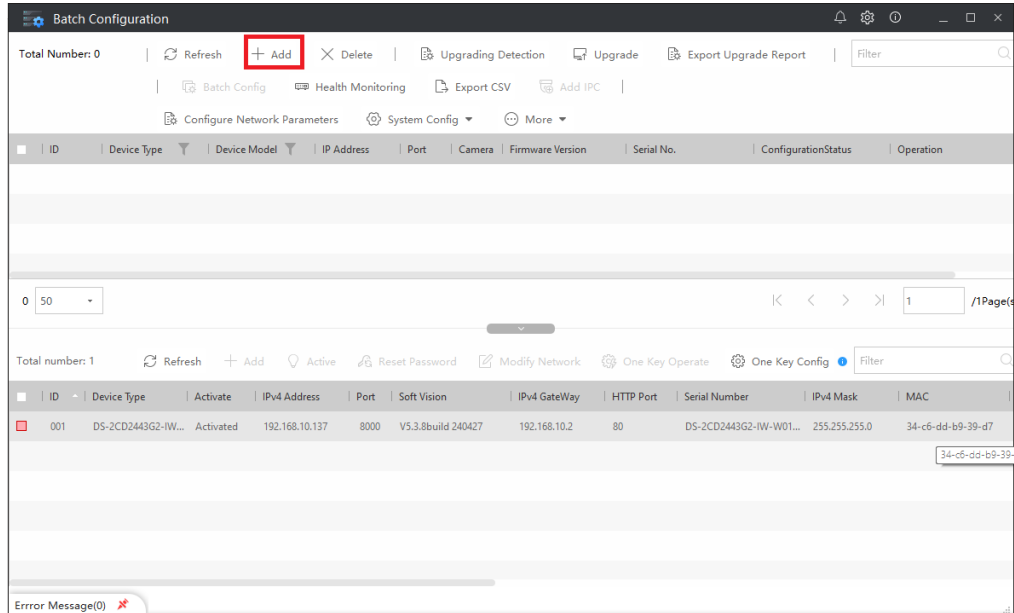 Batch Configuration
Total Number: 0 Refresh Add Delete Upgrading Detection Upgrade Export Upgrade Report Filter
Batch Config Health Monitoring Export CSV Add IPC
Configure Network Parameters System Config More
ID Device Type Device Model IP Address Port Camera Firmware Version Serial No. ConfigurationStatus Operation
0 50 1 /1Page(s
Total number: 1 Refresh Add Active Reset Password Modify Network One Key Operate One Key Config Filter
ID Device Type Activate IPv4 Address Port Soft Vision IPv4 GateWay HTTP Port Serial Number IPv4 Mask MAC
001 DS-2CD2443G2-IW... Activated 192.168.10.137 8000 V5.3.8build 240427 192.168.10.2 80 DS-2CD2443G2-IW-W01... 255.255.255.0 34-c6-dd-b9-39-d7
34-c6-dd-b9-39-
Errror Message(0)